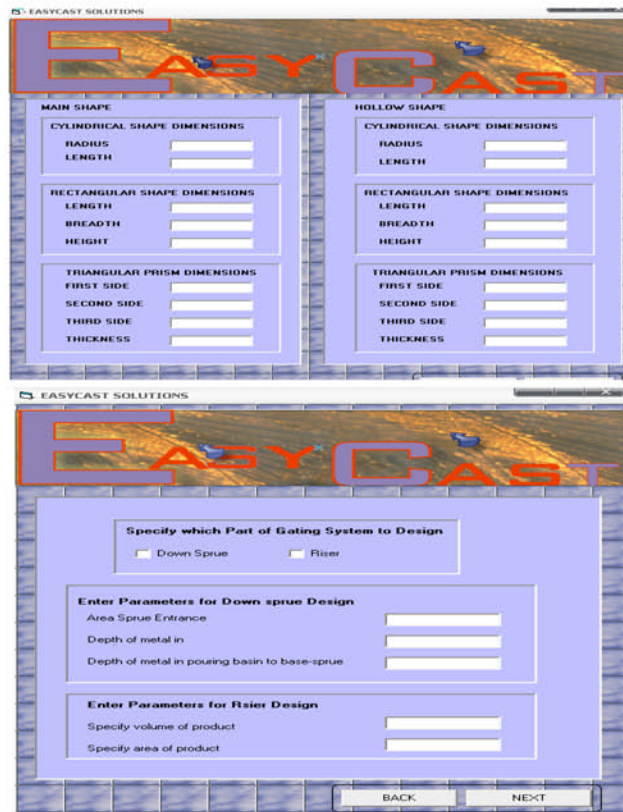 EASYCAST SOLUTIONS
EASYCAST
MAIN SHAPE
CYLINDRICAL SHAPE DIMENSIONS
RADIUS
LENGTH
RECTANGULAR SHAPE DIMENSIONS
LENGTH
BREADTH
HEIGHT
TRIANGULAR PRISM DIMENSIONS
FIRST SIDE
SECOND SIDE
THIRD SIDE
THICKNESS
HOLLOW SHAPE
CYLINDRICAL SHAPE DIMENSIONS
RADIUS
LENGTH
RECTANGULAR SHAPE DIMENSIONS
LENGTH
BREADTH
HEIGHT
TRIANGULAR PRISM DIMENSIONS
FIRST SIDE
SECOND SIDE
THIRD SIDE
THICKNESS
EASYCAST SOLUTIONS
EASYCAST
Specify which Part of Gating System to Design
Down Sprue
Riser
Enter Parameters for Down sprue Design
Area Sprue Entrance
Depth of metal in
Depth of metal in pouring basin to base-sprue
Enter Parameters for Rsier Design
Specify volume of product
Specify area of product
BACK
NEXT